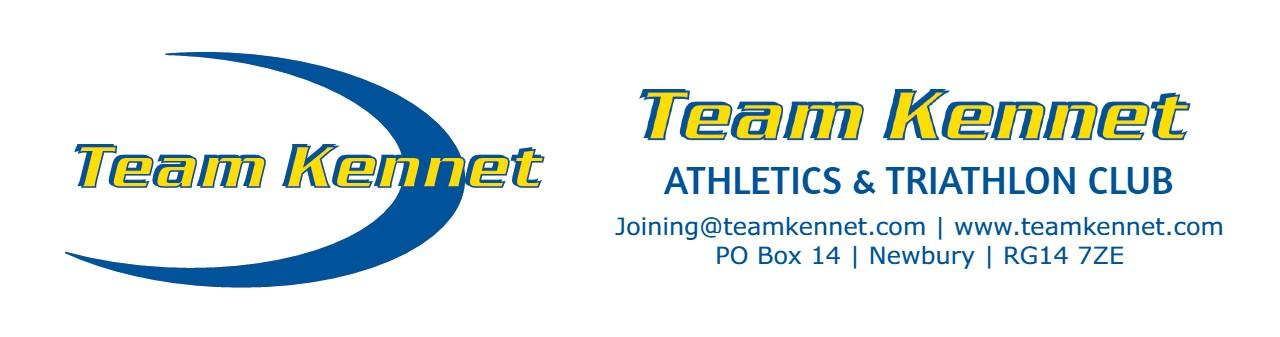 Team Kennet
Team Kennet
ATHLETICS & TRIATHLON CLUB
Joining@teamkennet.com | www.teamkennet.com
PO Box 14 | Newbury | RG14 7ZE